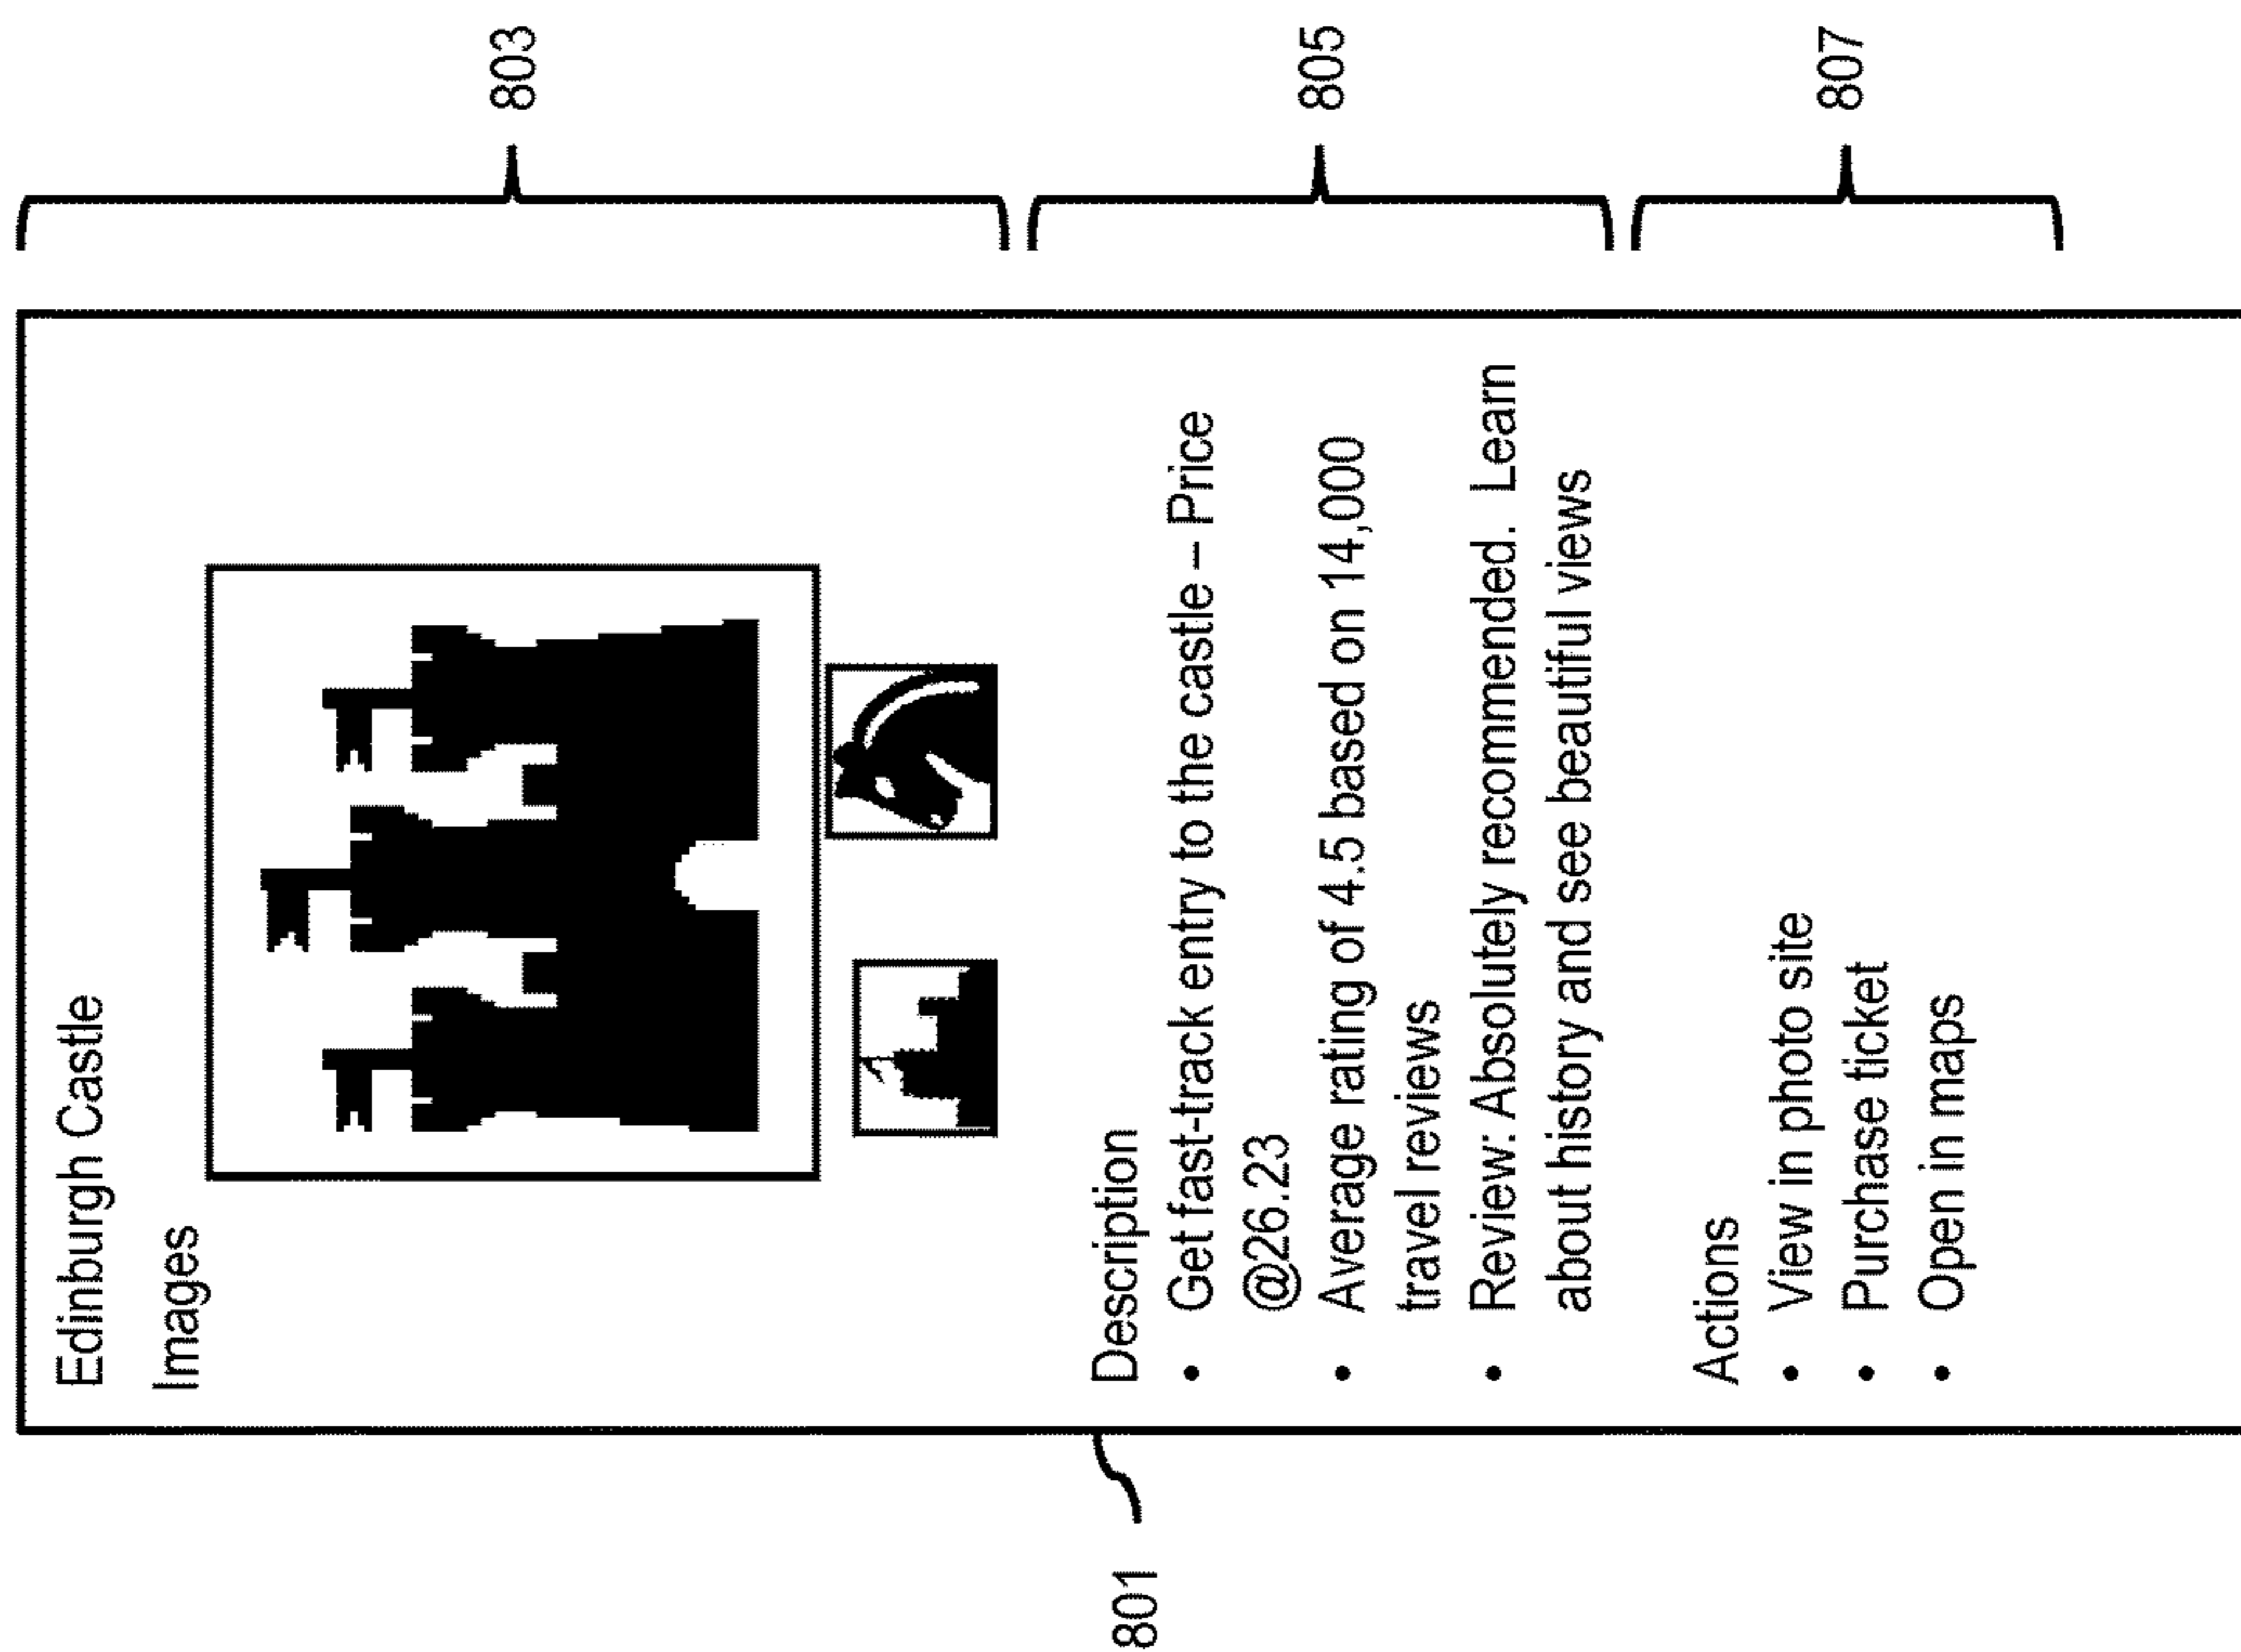 Edinburgh Castle
Images
803
Description
• Get fast-track entry to the castle – Price
@26.23
• Average rating of 4.5 based on 14,000
travel reviews
• Review: Absolutely recommended. Learn
about history and see beautiful views
805
Actions
• View in photo site
• Purchase ticket
• Open in maps
807
801